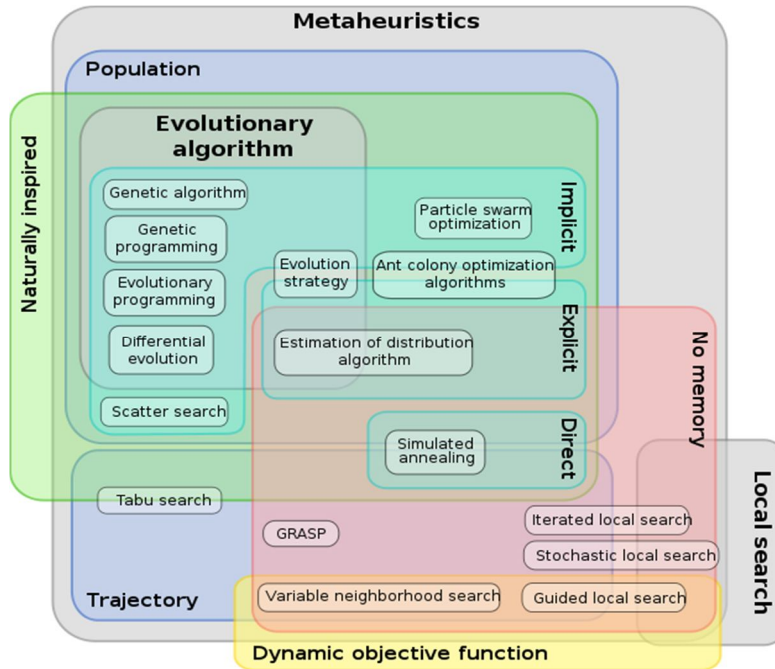 Metaheuristics
Population
Naturally inspired
Evolutionary
algorithm
Genetic algorithm
Implicit
Particle swarm
optimization
Genetic
programming
Evolution
strategy
Ant colony optimization
algorithms
Evolutionary
programming
Explicit
Differential
evolution
Estimation of distribution
algorithm
No memory
Scatter search
Direct
Simulated
annealing
Tabu search
Local search
GRASP
Iterated local search
Stochastic local search
Trajectory
Variable neighborhood search
Guided local search
Dynamic objective function